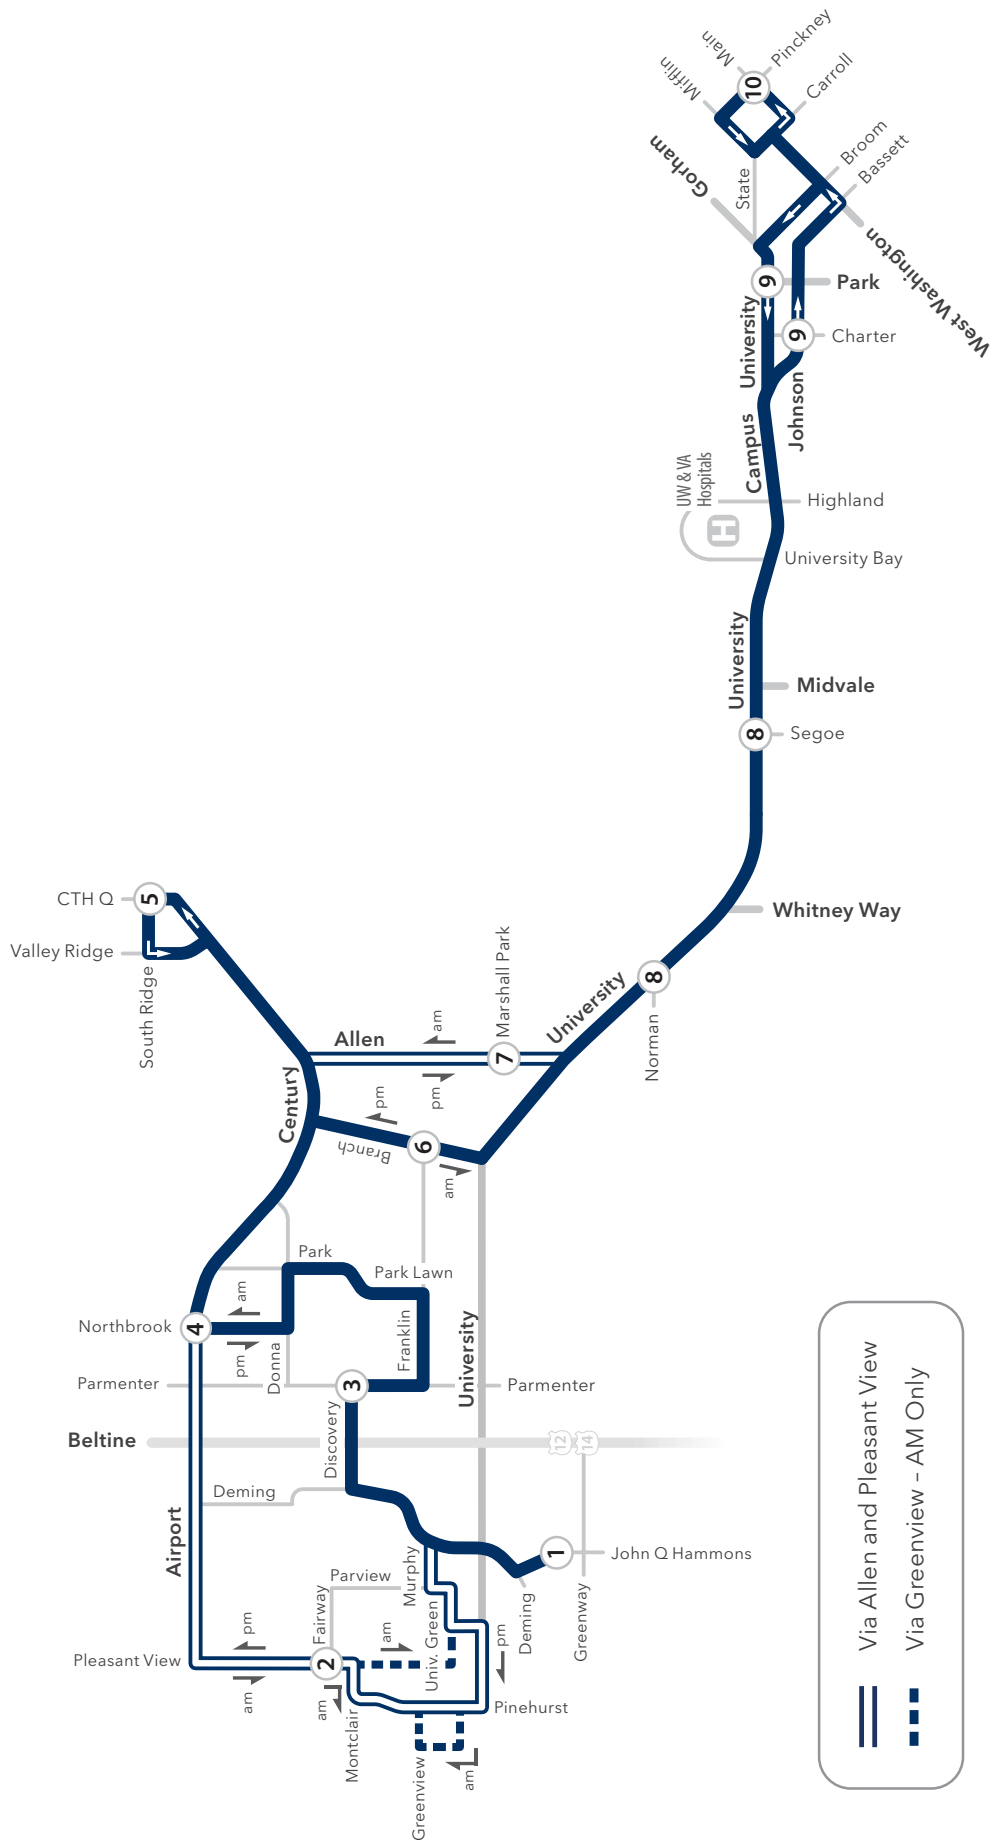 Main
Pinckney
Mifflin
10
Carroll
Gorham
State
Broom
Bassett
West Washington
9
Park
University
9
Charter
Johnson
Campus
UW & VA
Hospitals
H
Highland
University Bay
University
Midvale
8
Segoe
CTH Q
5
Whitney Way
Valley Ridge
South Ridge
Marshall Park
University
8
Norman
Allen
am
7
pm
Century
pm
Branch
6
am
Park
Park Lawn
am
Northbrook
4
pm
Donna
Franklin
University
Parmenter
3
Parmenter
Discovery
Beltine
12
14
Deming
Airport
Murphy
1
John Q Hammons
Parview
Fairway
Deming
Greenway
pm
am
Univ. Green
pm
Pleasant View
2
am
am
Montclair
Pinehurst
Greenview
am
Via Allen and Pleasant View
Via Greenview – AM Only